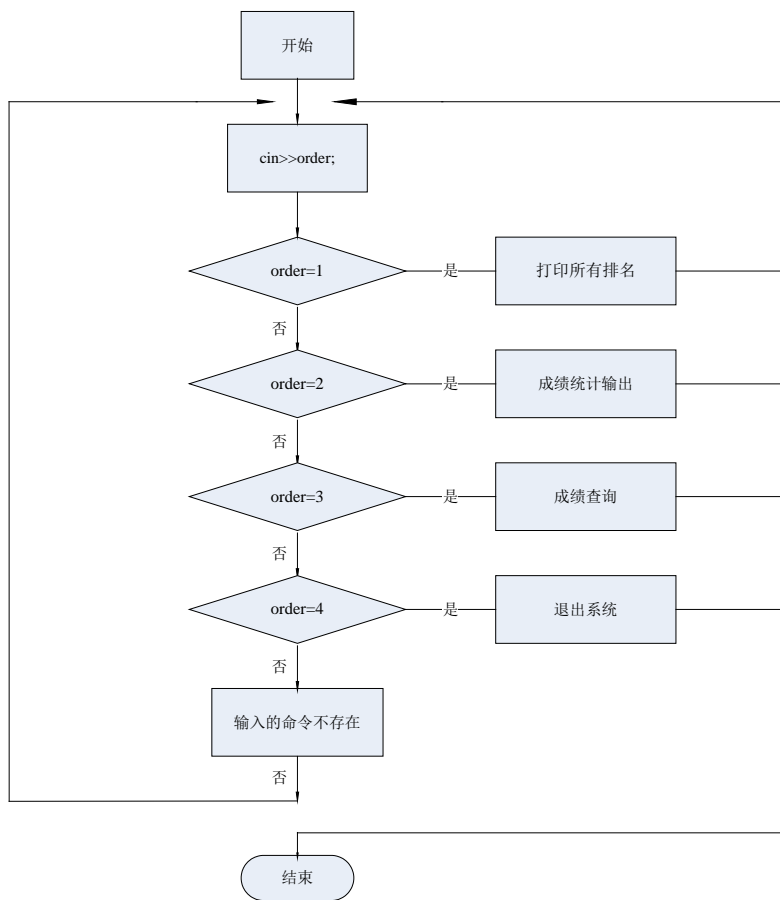 开始
cin>>order;
order=1
是
打印所有排名
否
order=2
是
成绩统计输出
否
order=3
是
成绩查询
否
order=4
是
退出系统
否
输入的命令不存在
否
结束